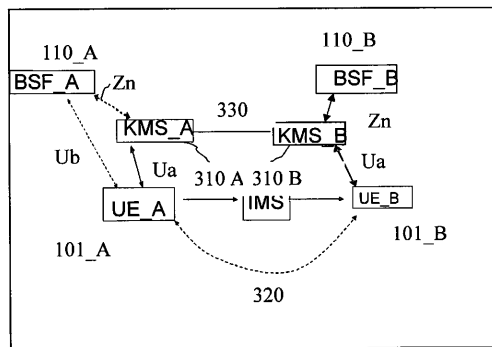 110_A
110_B
BSF_A
Zn
BSF_B
KMS_A
330
KMS_B
Zn
Ub
Ua
310 A
310 B
Ua
UE_A
IMS
UE_B
101_A
101_B
320